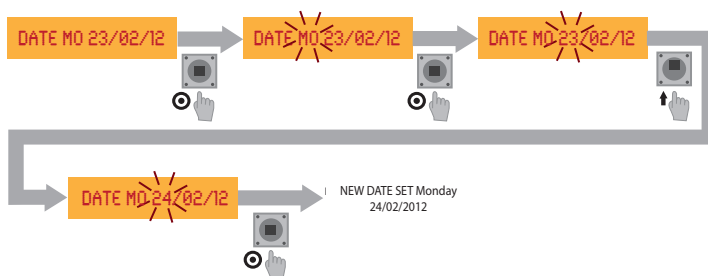 DATE MO 23/02/12
DATE MO 23/02/12
DATE MO 23/02/12
DATE MO 24/02/12
NEW DATE SET Monday
24/02/2012